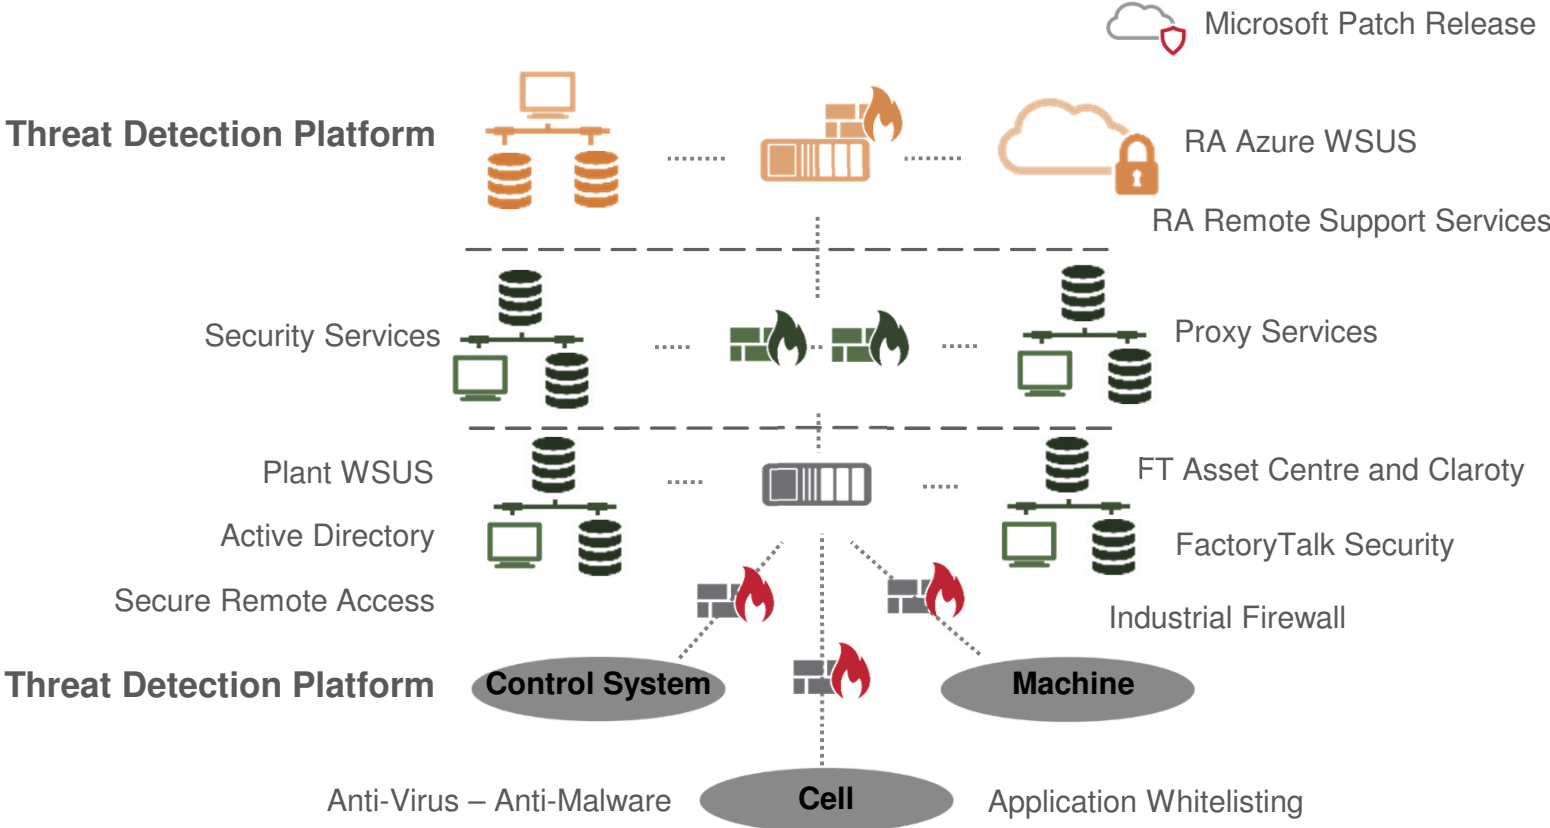 Microsoft Patch Release
Threat Detection Platform
RA Azure WSUS
RA Remote Support Services
Security Services
Proxy Services
Plant WSUS
FT Asset Centre and Claroty
Active Directory
FactoryTalk Security
Secure Remote Access
Industrial Firewall
Threat Detection Platform
Control System
Machine
Anti-Virus – Anti-Malware
Cell
Application Whitelisting